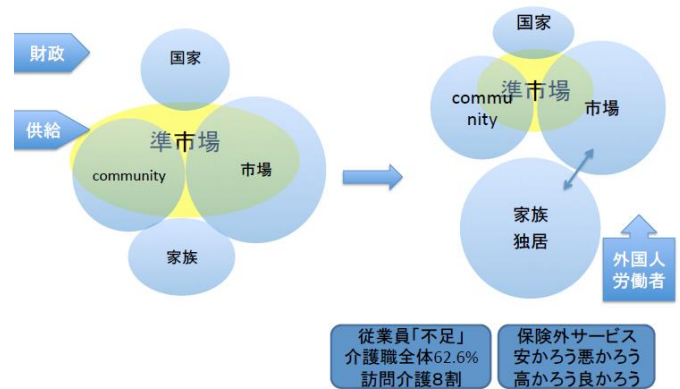 財政
国家
供給
準市場
community
市場
家族
国家
準市場
commu
nity
市場
家族
独居
外国人
労働者
従業員「不足」
介護職全体62.6%
訪問介護８割
保険外サービス
安かろう悪かろう
高かろう良かろう